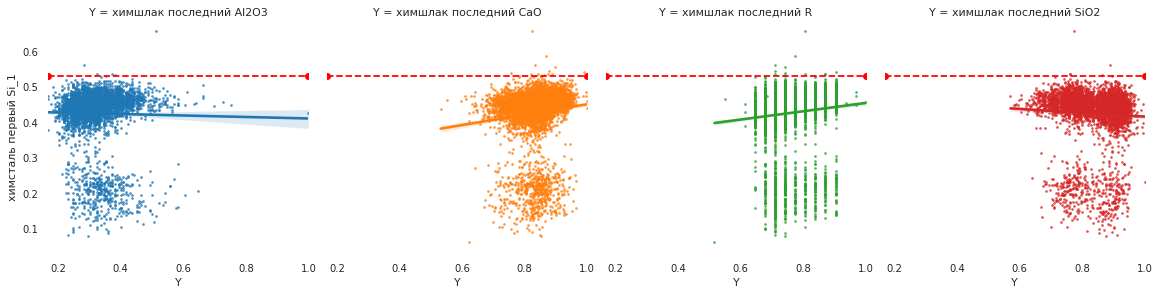 Y = химшлак последний Al2O3
Y = химшлак последний CaO
Y = химшлак последний R
Y = химшлак последний SiO2
химсталь первый Si_1
0.6
0.5
0.4
0.3
0.2
0.1
0.2 0.4 0.6 0.8 1.0
0.2 0.4 0.6 0.8 1.0
0.2 0.4 0.6 0.8 1.0
0.2 0.4 0.6 0.8 1.0
Y
Y
Y
Y